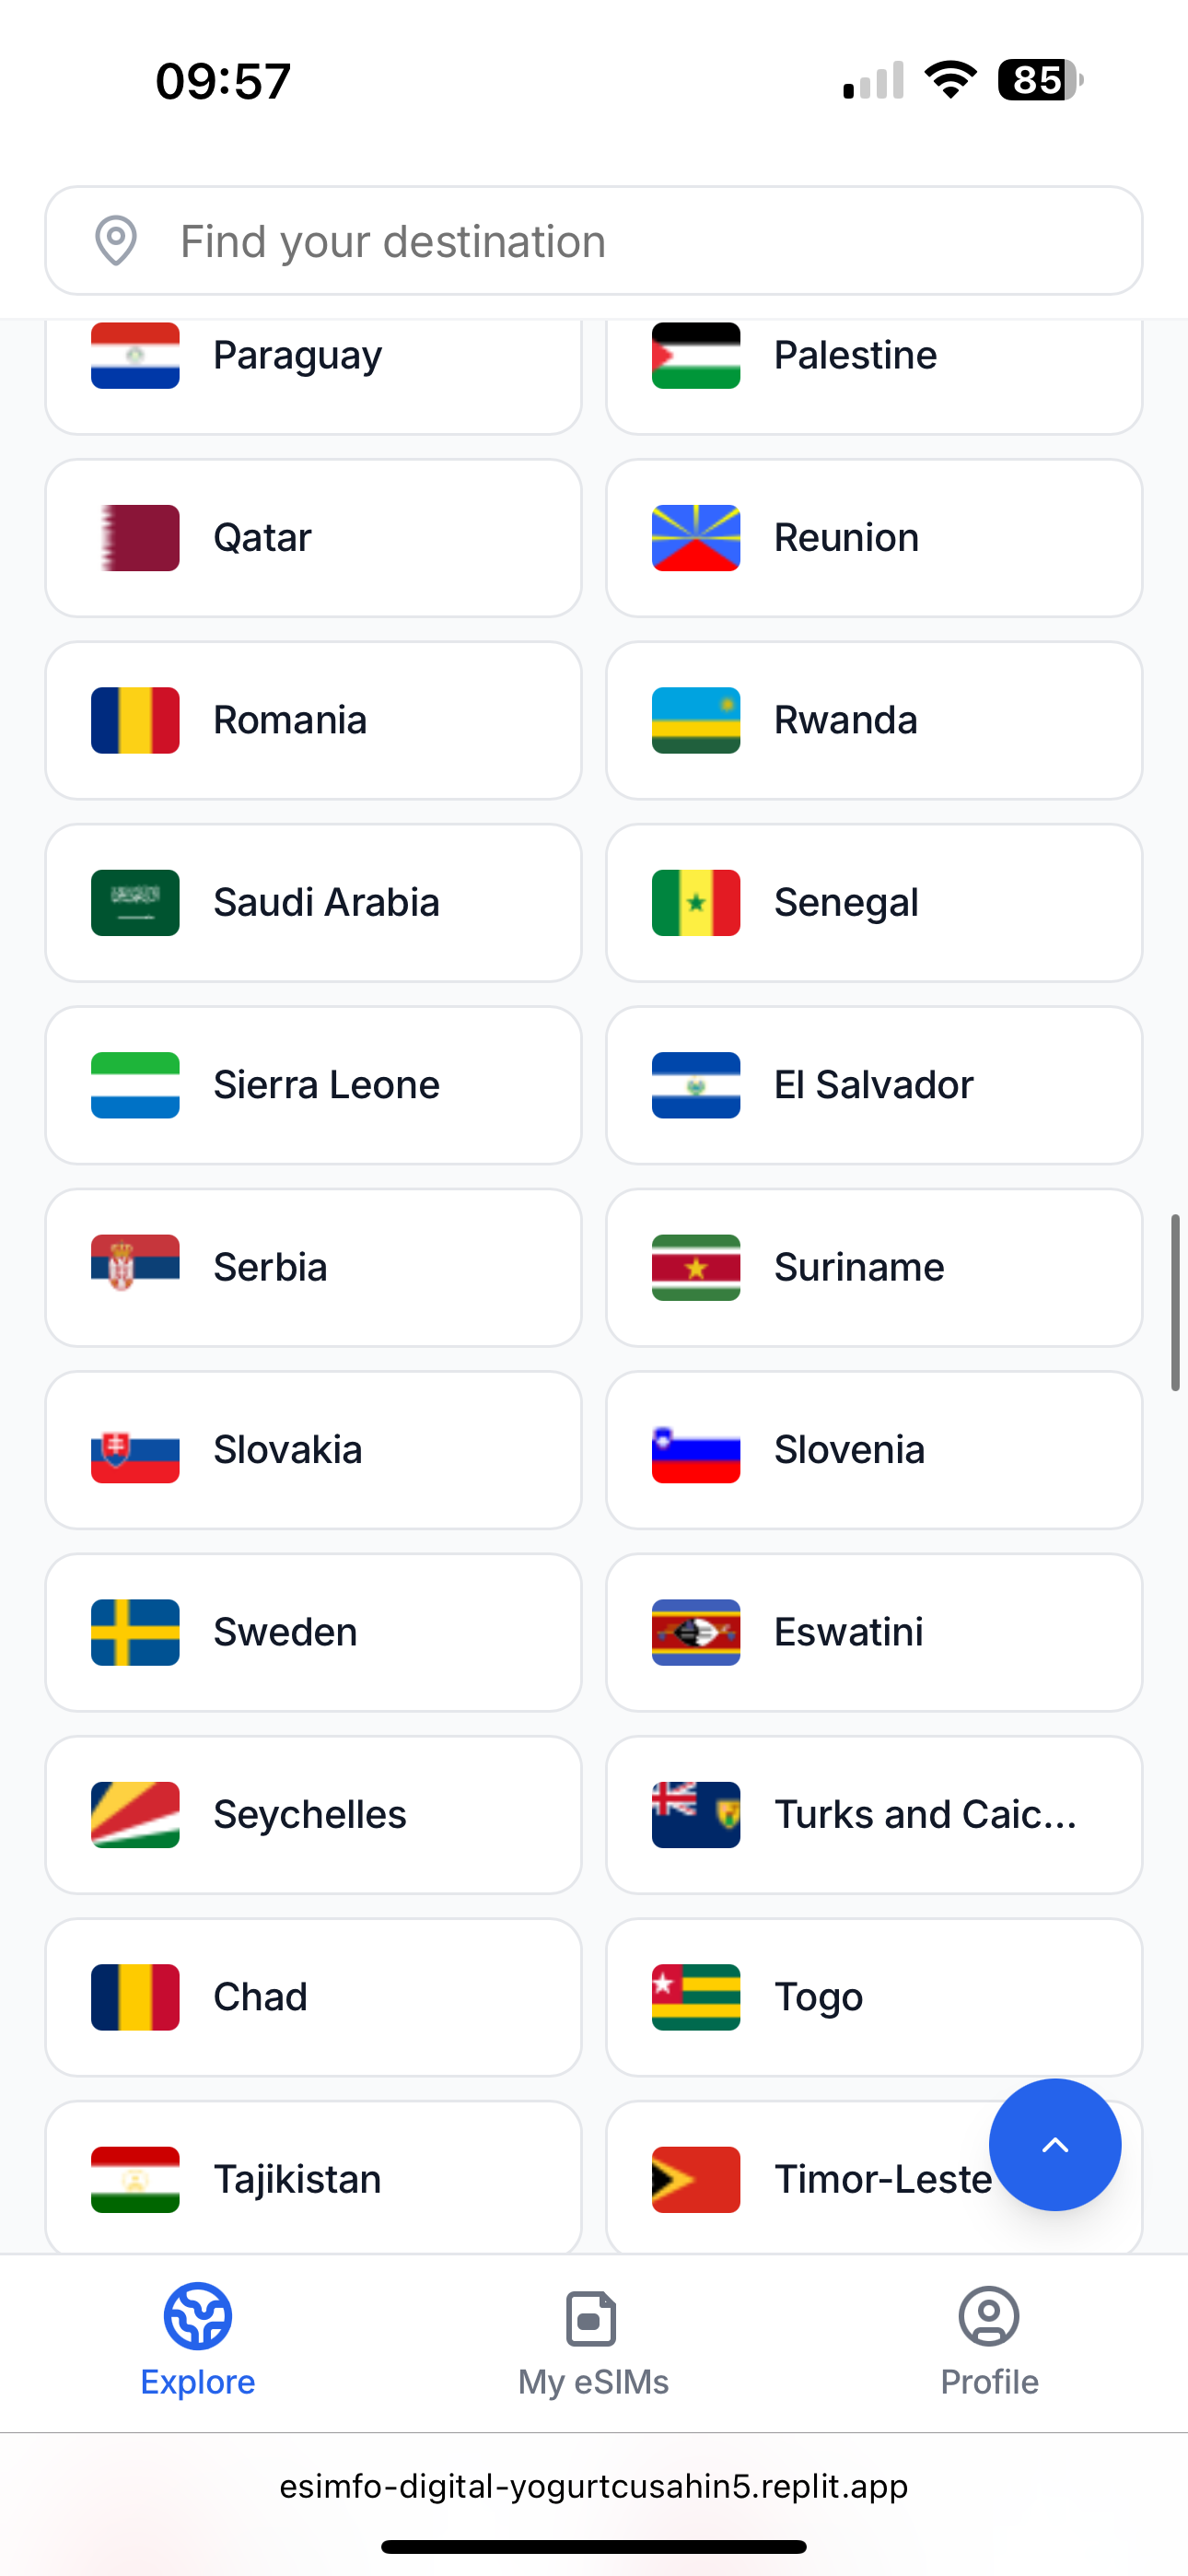 09:57
85
Find your destination
Paraguay
Palestine
Qatar
Reunion
Romania
Rwanda
Saudi Arabia
Senegal
Sierra Leone
El Salvador
Serbia
Suriname
Slovakia
Slovenia
Sweden
Eswatini
Seychelles
Turks and Caic...
Chad
Togo
Tajikistan
Timor-Leste
Explore
My eSIMs
Profile
esimfo-digital-yogurtcusahin5.replit.app